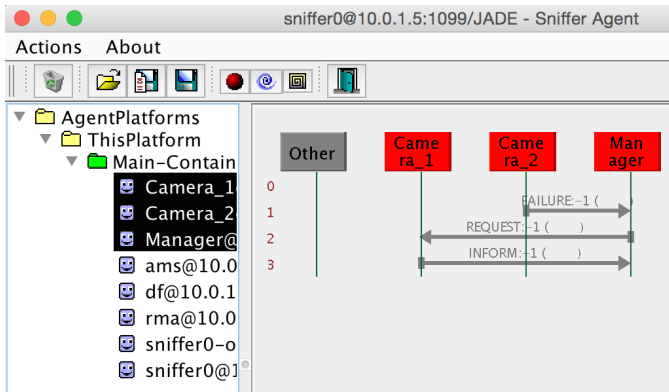 sniffer0@10.0.1.5:1099/JADE - Sniffer Agent
Actions About
AgentPlatforms
ThisPlatform
Main-Contain
Camera_1
Camera_2
Manager@
ams@10.0
df@10.0.1
rma@10.0
sniffer0-o
sniffer0@1
Other
Came
ra_1
Came
ra_2
Man
ager
0
1
FAILURE:-1 ( )
2
REQUEST:-1 ( )
3
INFORM:-1 ( )